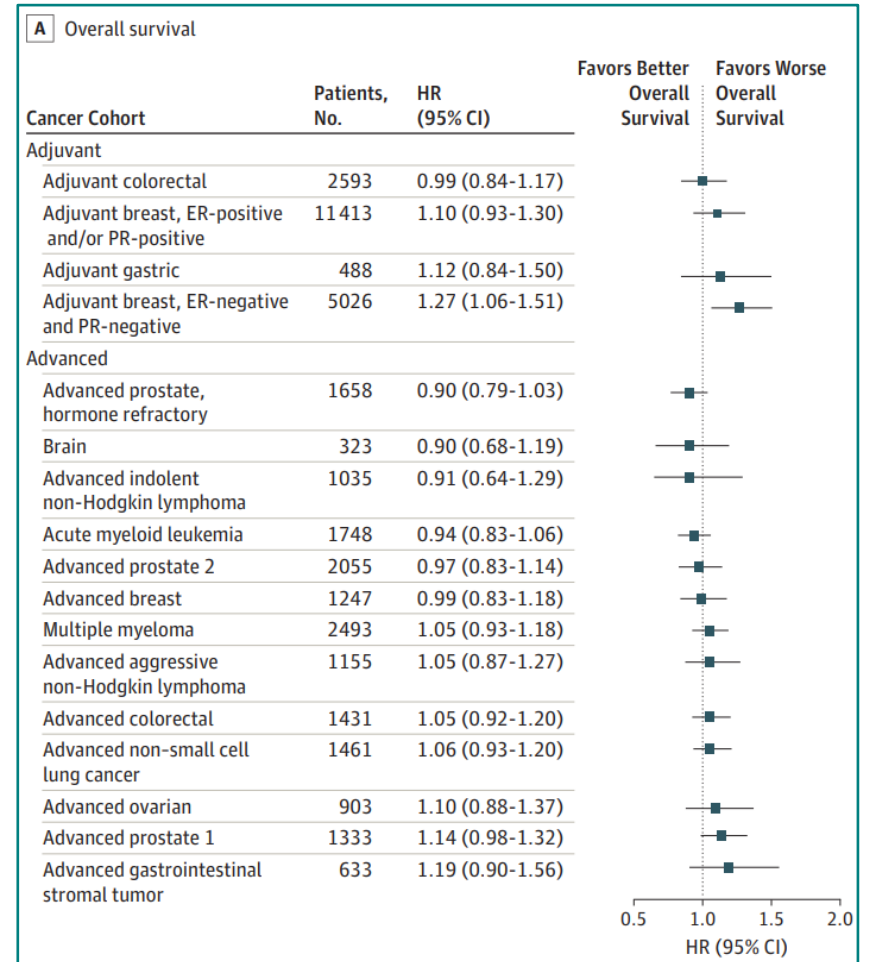 A Overall survival
Favors Better Favors Worse
Patients, HR Overall Overall
Cancer Cohort No. (95% CI) Survival Survival
Adjuvant
Adjuvant colorectal 2593 0.99 (0.84-1.17)
Adjuvant breast, ER-positive 11 413 1.10 (0.93-1.30)
and/or PR-positive
Adjuvant gastric 488 1.12 (0.84-1.50)
Adjuvant breast, ER-negative 5026 1.27 (1.06-1.51)
and PR-negative
Advanced
Advanced prostate, 1658 0.90 (0.79-1.03)
hormone refractory
Brain 323 0.90 (0.68-1.19)
Advanced indolent 1035 0.91 (0.64-1.29)
non-Hodgkin lymphoma
Acute myeloid leukemia 1748 0.94 (0.83-1.06)
Advanced prostate 2 2055 0.97 (0.83-1.14)
Advanced breast 1247 0.99 (0.83-1.18)
Multiple myeloma 2493 1.05 (0.93-1.18)
Advanced aggressive 1155 1.05 (0.87-1.27)
non-Hodgkin lymphoma
Advanced colorectal 1431 1.05 (0.92-1.20)
Advanced non-small cell 1461 1.06 (0.93-1.20)
lung cancer
Advanced ovarian 903 1.10 (0.88-1.37)
Advanced prostate 1 1333 1.14 (0.98-1.32)
Advanced gastrointestinal 633 1.19 (0.90-1.56)
stromal tumor
0.5 1.0 1.5 2.0
HR (95% CI)